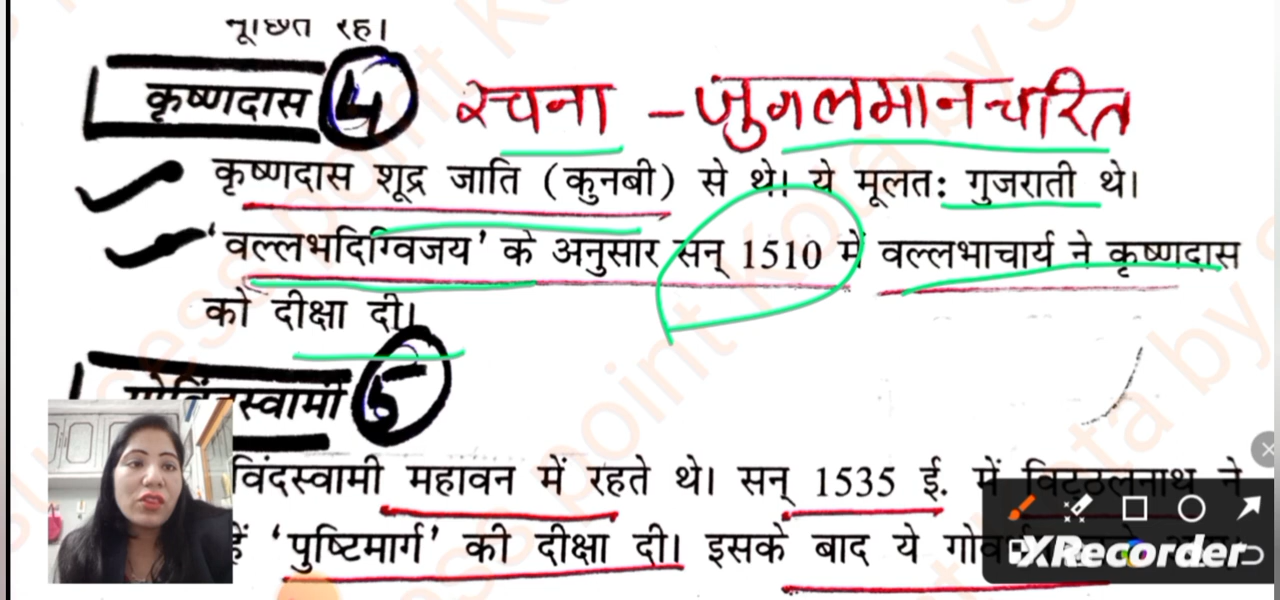 मूर्छित रहे।
कृष्णदास 4 रचना - जुगलमानचरित
कृष्णदास शूद्र जाति (कुनबी) से थे। ये मूलत: गुजराती थे।
'वल्लभदिग्विजय' के अनुसार सन् 1510 में वल्लभाचार्य ने कृष्णदास
को दीक्षा दी।
गोविंदस्वामी 5
विंदस्वामी महावन में रहते थे। सन् 1535 ई. में विट्ठलनाथ ने
'पुष्टिमार्ग' की दीक्षा दी। इसके बाद ये
XRecorder